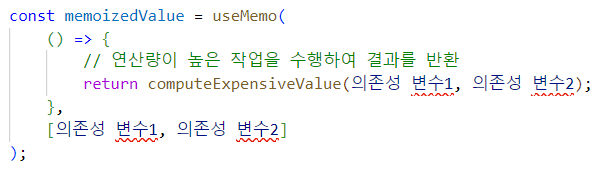 const memoizedValue = useMemo(
    () => {
        // 연산량이 높은 작업을 수행하여 결과를 반환
        return computeExpensiveValue(의존성 변수1, 의존성 변수2);
    },
    [의존성 변수1, 의존성 변수2]
);